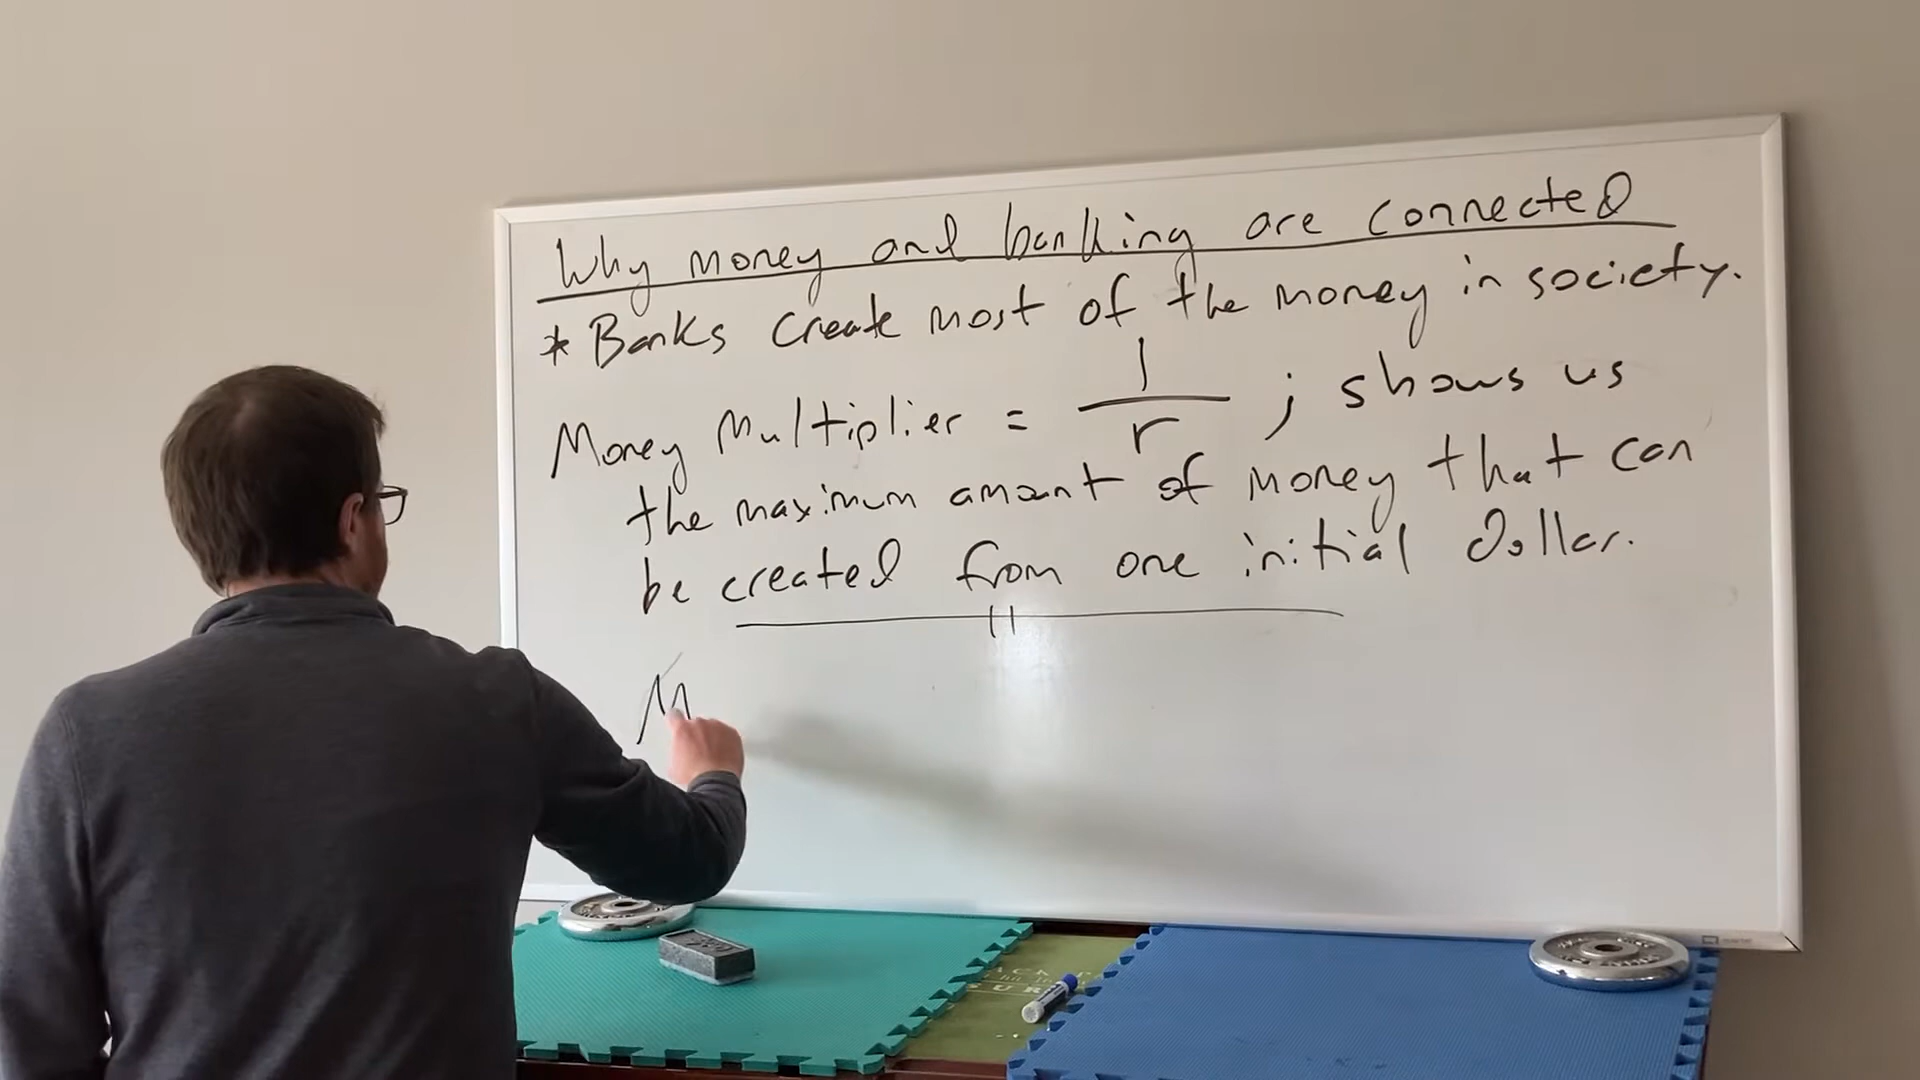 Why money and banking are connected
* Banks create most of the money in society.
Money Multiplier = 1/r ; shows us
the maximum amount of money that can
be created from one initial dollar.
M